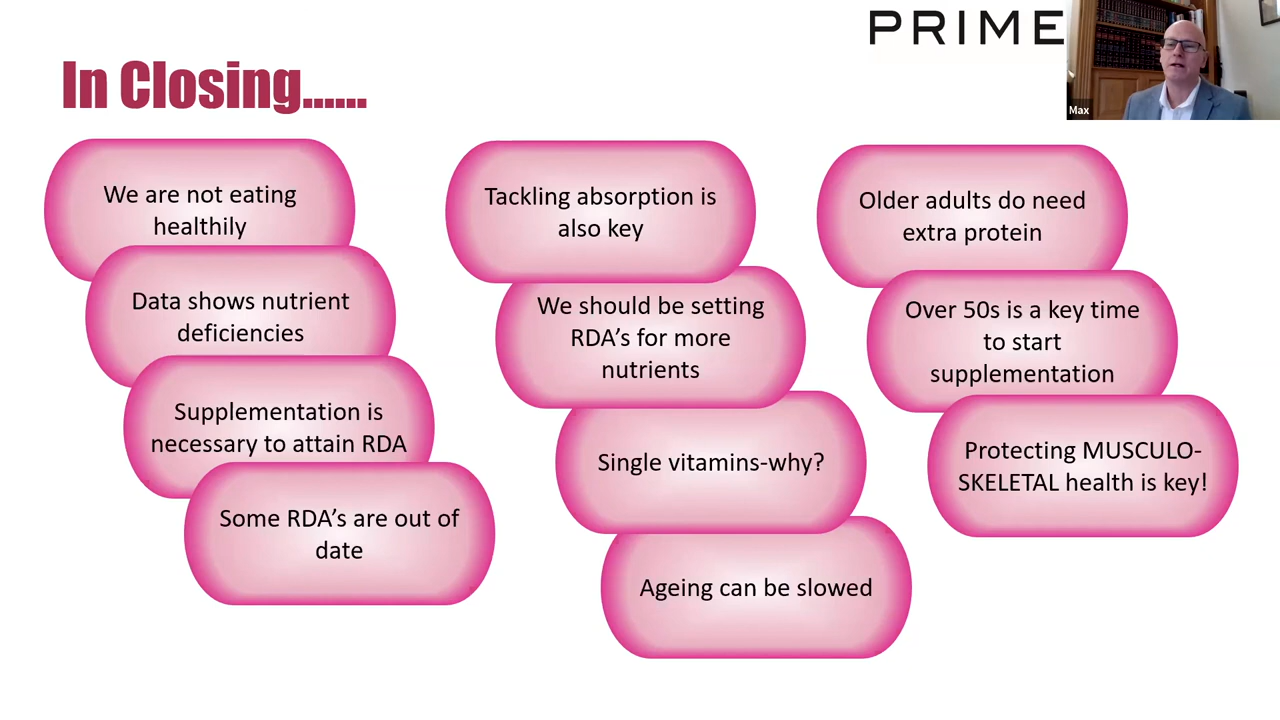 PRIME
Max
In Closing......
We are not eating
healthily
Data shows nutrient
deficiencies
Supplementation is
necessary to attain RDA
Some RDA’s are out of
date
Tackling absorption is
also key
We should be setting
RDA’s for more
nutrients
Single vitamins-why?
Ageing can be slowed
Older adults do need
extra protein
Over 50s is a key time
to start
supplementation
Protecting MUSCULO-
SKELETAL health is key!